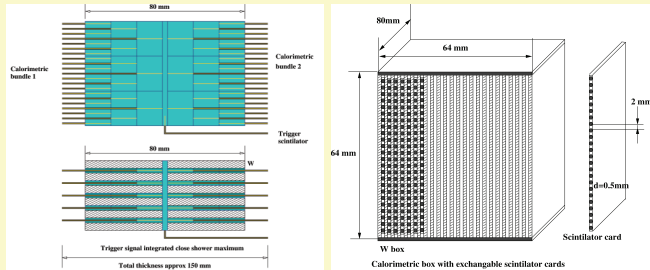 80 mm
Calorimetric
bundle 1
Calorimetric
bundle 2
Trigger
scintilator
80 mm
W
Trigger signal integrated close shower maximum
Total thickness approx 150 mm
80mm
64 mm
64 mm
2 mm
d=0.5mm
Scintilator card
W box
Calorimetric box with exchangable scintilator cards